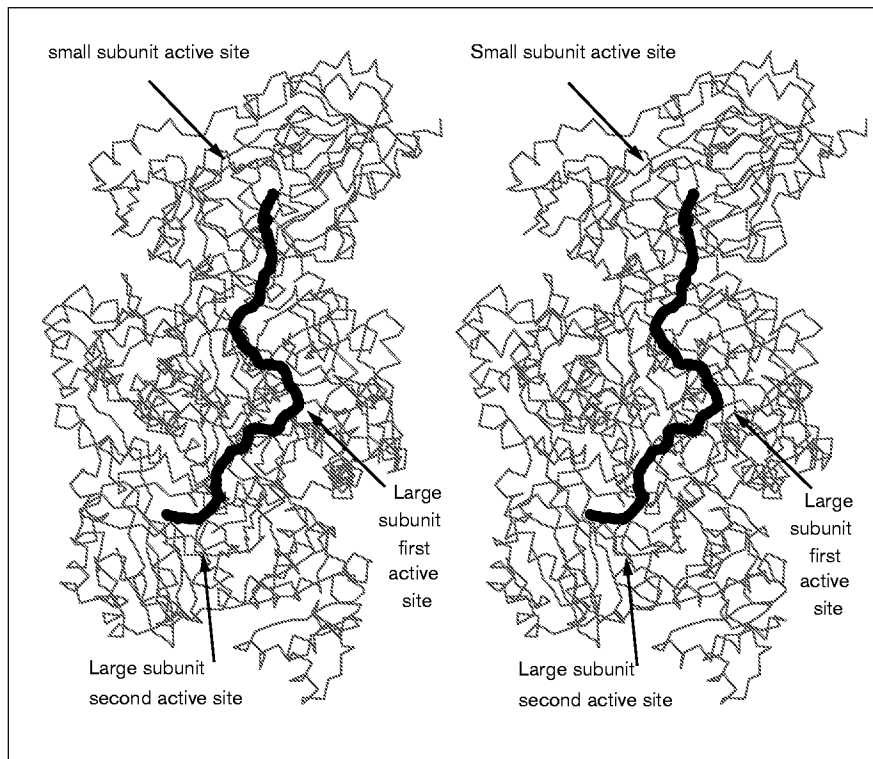 small subunit active site
Small subunit active site
Large
subunit
first
active
site
Large
subunit
first
active
site
Large subunit
second active site
Large subunit
second active site